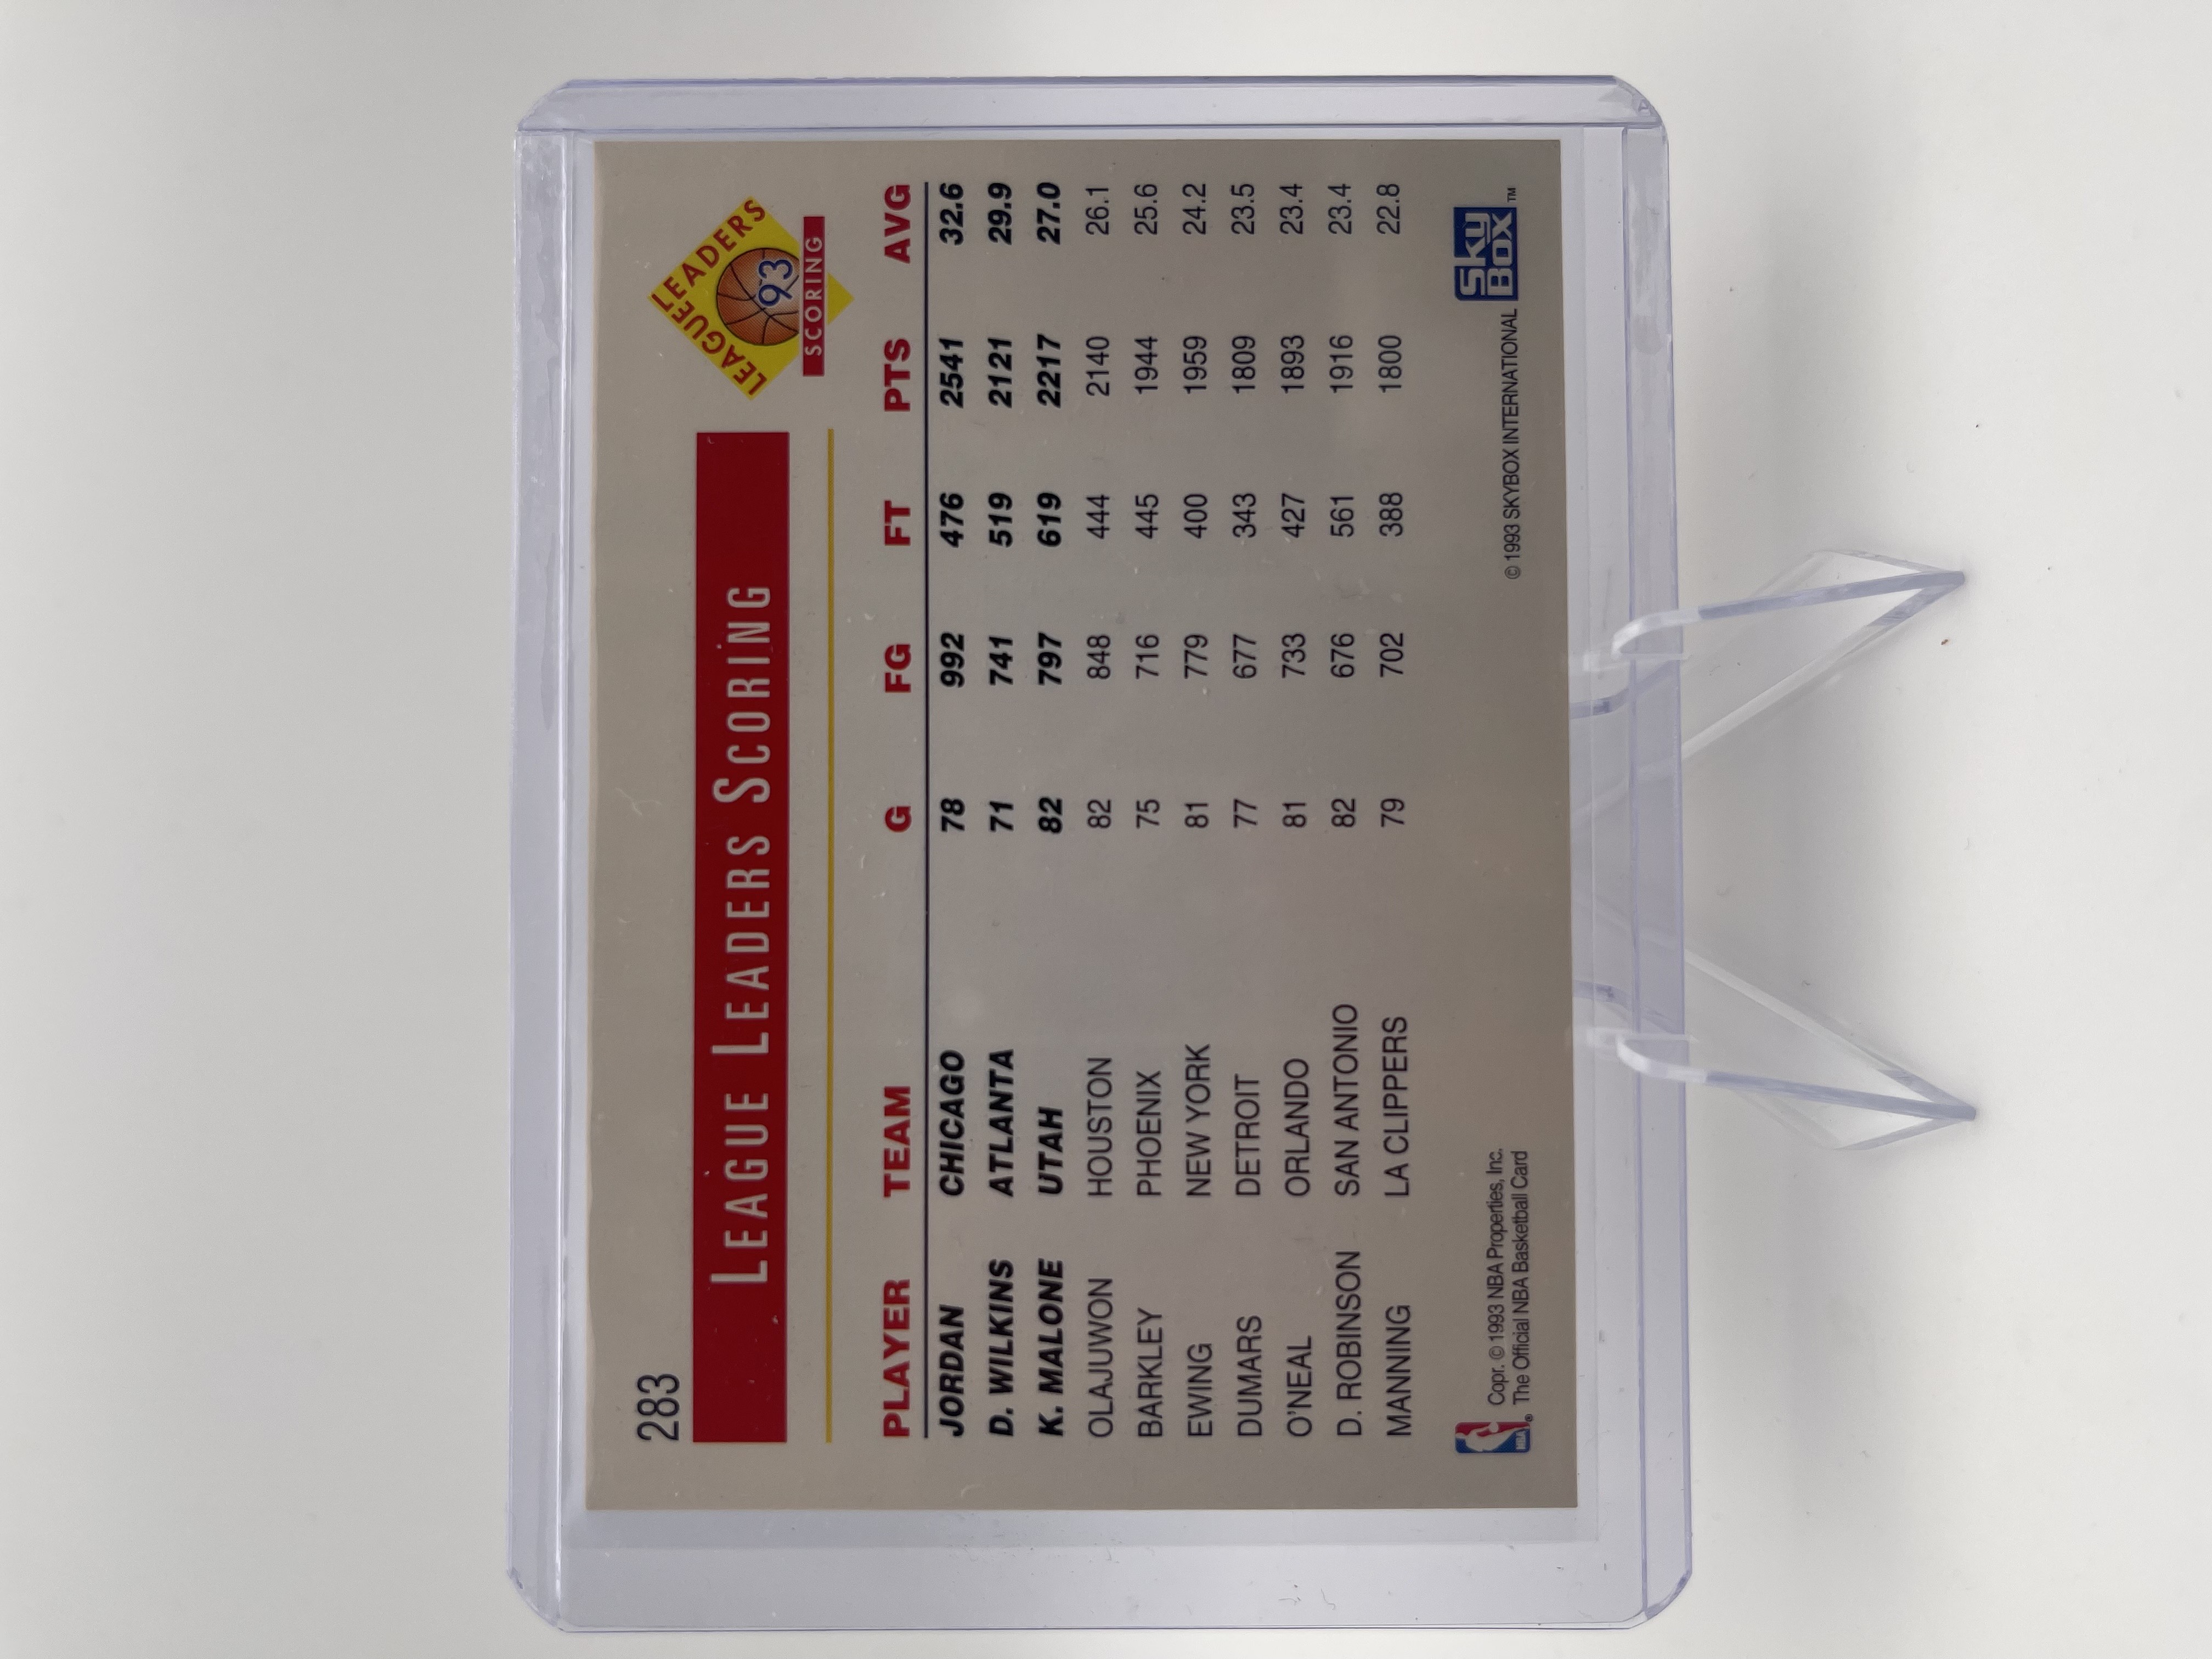 283
LEAGUE LEADERS SCORING
LEAGUE LEADERS
93
SCORING
PLAYER TEAM G FG FT PTS AVG
JORDAN CHICAGO 78 992 476 2541 32.6
D. WILKINS ATLANTA 71 741 519 2121 29.9
K. MALONE UTAH 82 797 619 2217 27.0
OLAJUWON HOUSTON 82 848 444 2140 26.1
BARKLEY PHOENIX 75 716 445 1944 25.6
EWING NEW YORK 81 779 400 1959 24.2
DUMARS DETROIT 77 677 343 1809 23.5
O'NEAL ORLANDO 81 733 427 1893 23.4
D. ROBINSON SAN ANTONIO 82 676 561 1916 23.4
MANNING LA CLIPPERS 79 702 388 1800 22.8
NBA ®
Copr. © 1993 NBA Properties, Inc.
The Official NBA Basketball Card
© 1993 SKYBOX INTERNATIONAL
Sky
Box ™